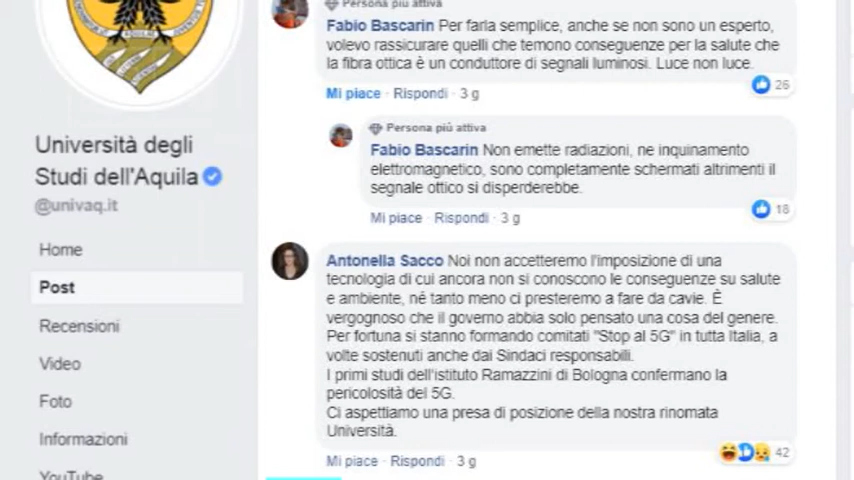 Università degli
Studi dell'Aquila
@univaq.it
Home
Post
Recensioni
Video
Foto
Informazioni
YouTube
Persona più attiva
Fabio Bascarin Per farla semplice, anche se non sono un esperto,
volevo rassicurare quelli che temono conseguenze per la salute che
la fibra ottica è un conduttore di segnali luminosi. Luce non luce.
26
Mi piace · Rispondi · 3 g
Persona più attiva
Fabio Bascarin Non emette radiazioni, ne inquinamento
elettromagnetico, sono completamente schermati altrimenti il
segnale ottico si disperderebbe.
18
Mi piace · Rispondi · 3 g
Antonella Sacco Noi non accetteremo l'imposizione di una
tecnologia di cui ancora non si conoscono le conseguenze su salute
e ambiente, né tanto meno ci presteremo a fare da cavie. È
vergognoso che il governo abbia solo pensato una cosa del genere.
Per fortuna si stanno formando comitati "Stop al 5G" in tutta Italia, a
volte sostenuti anche dai Sindaci responsabili.
I primi studi dell'istituto Ramazzini di Bologna confermano la
pericolosità del 5G.
Ci aspettiamo una presa di posizione della nostra rinomata
Università.
42
Mi piace · Rispondi · 3 g